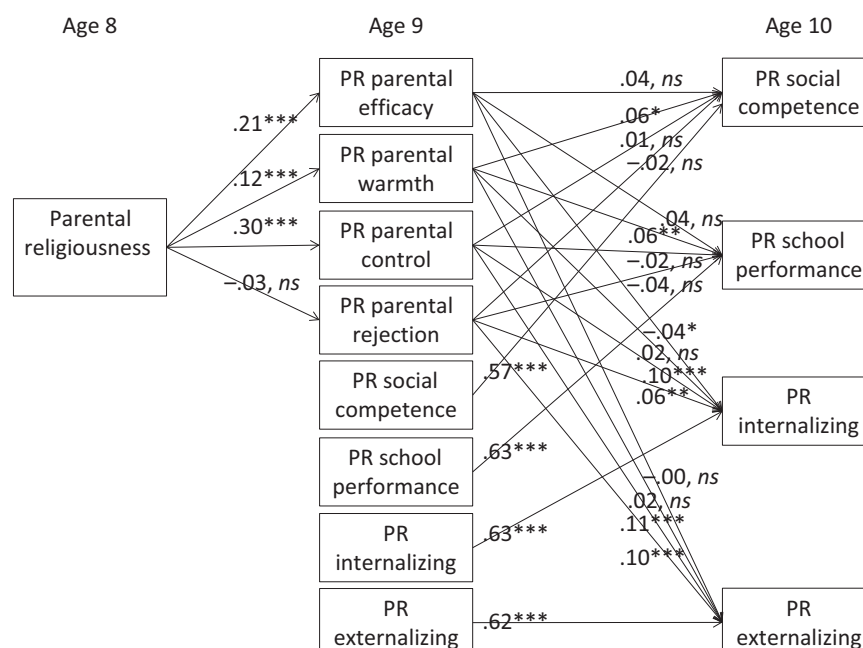 Age 8
Age 9
Age 10
Parental
religiousness
.21***
.12***
.30***
–.03, ns
PR parental
efficacy
PR parental
warmth
PR parental
control
PR parental
rejection
PR social
competence
PR school
performance
PR
internalizing
PR
externalizing
.57***
.63***
.63***
.62***
.04, ns
.06*
.01, ns
–.02, ns
.04, ns
.06**
–.02, ns
–.04, ns
–.04*
.02, ns
.10***
.06**
–.00, ns
.02, ns
.11***
.10***
PR social
competence
PR school
performance
PR
internalizing
PR
externalizing